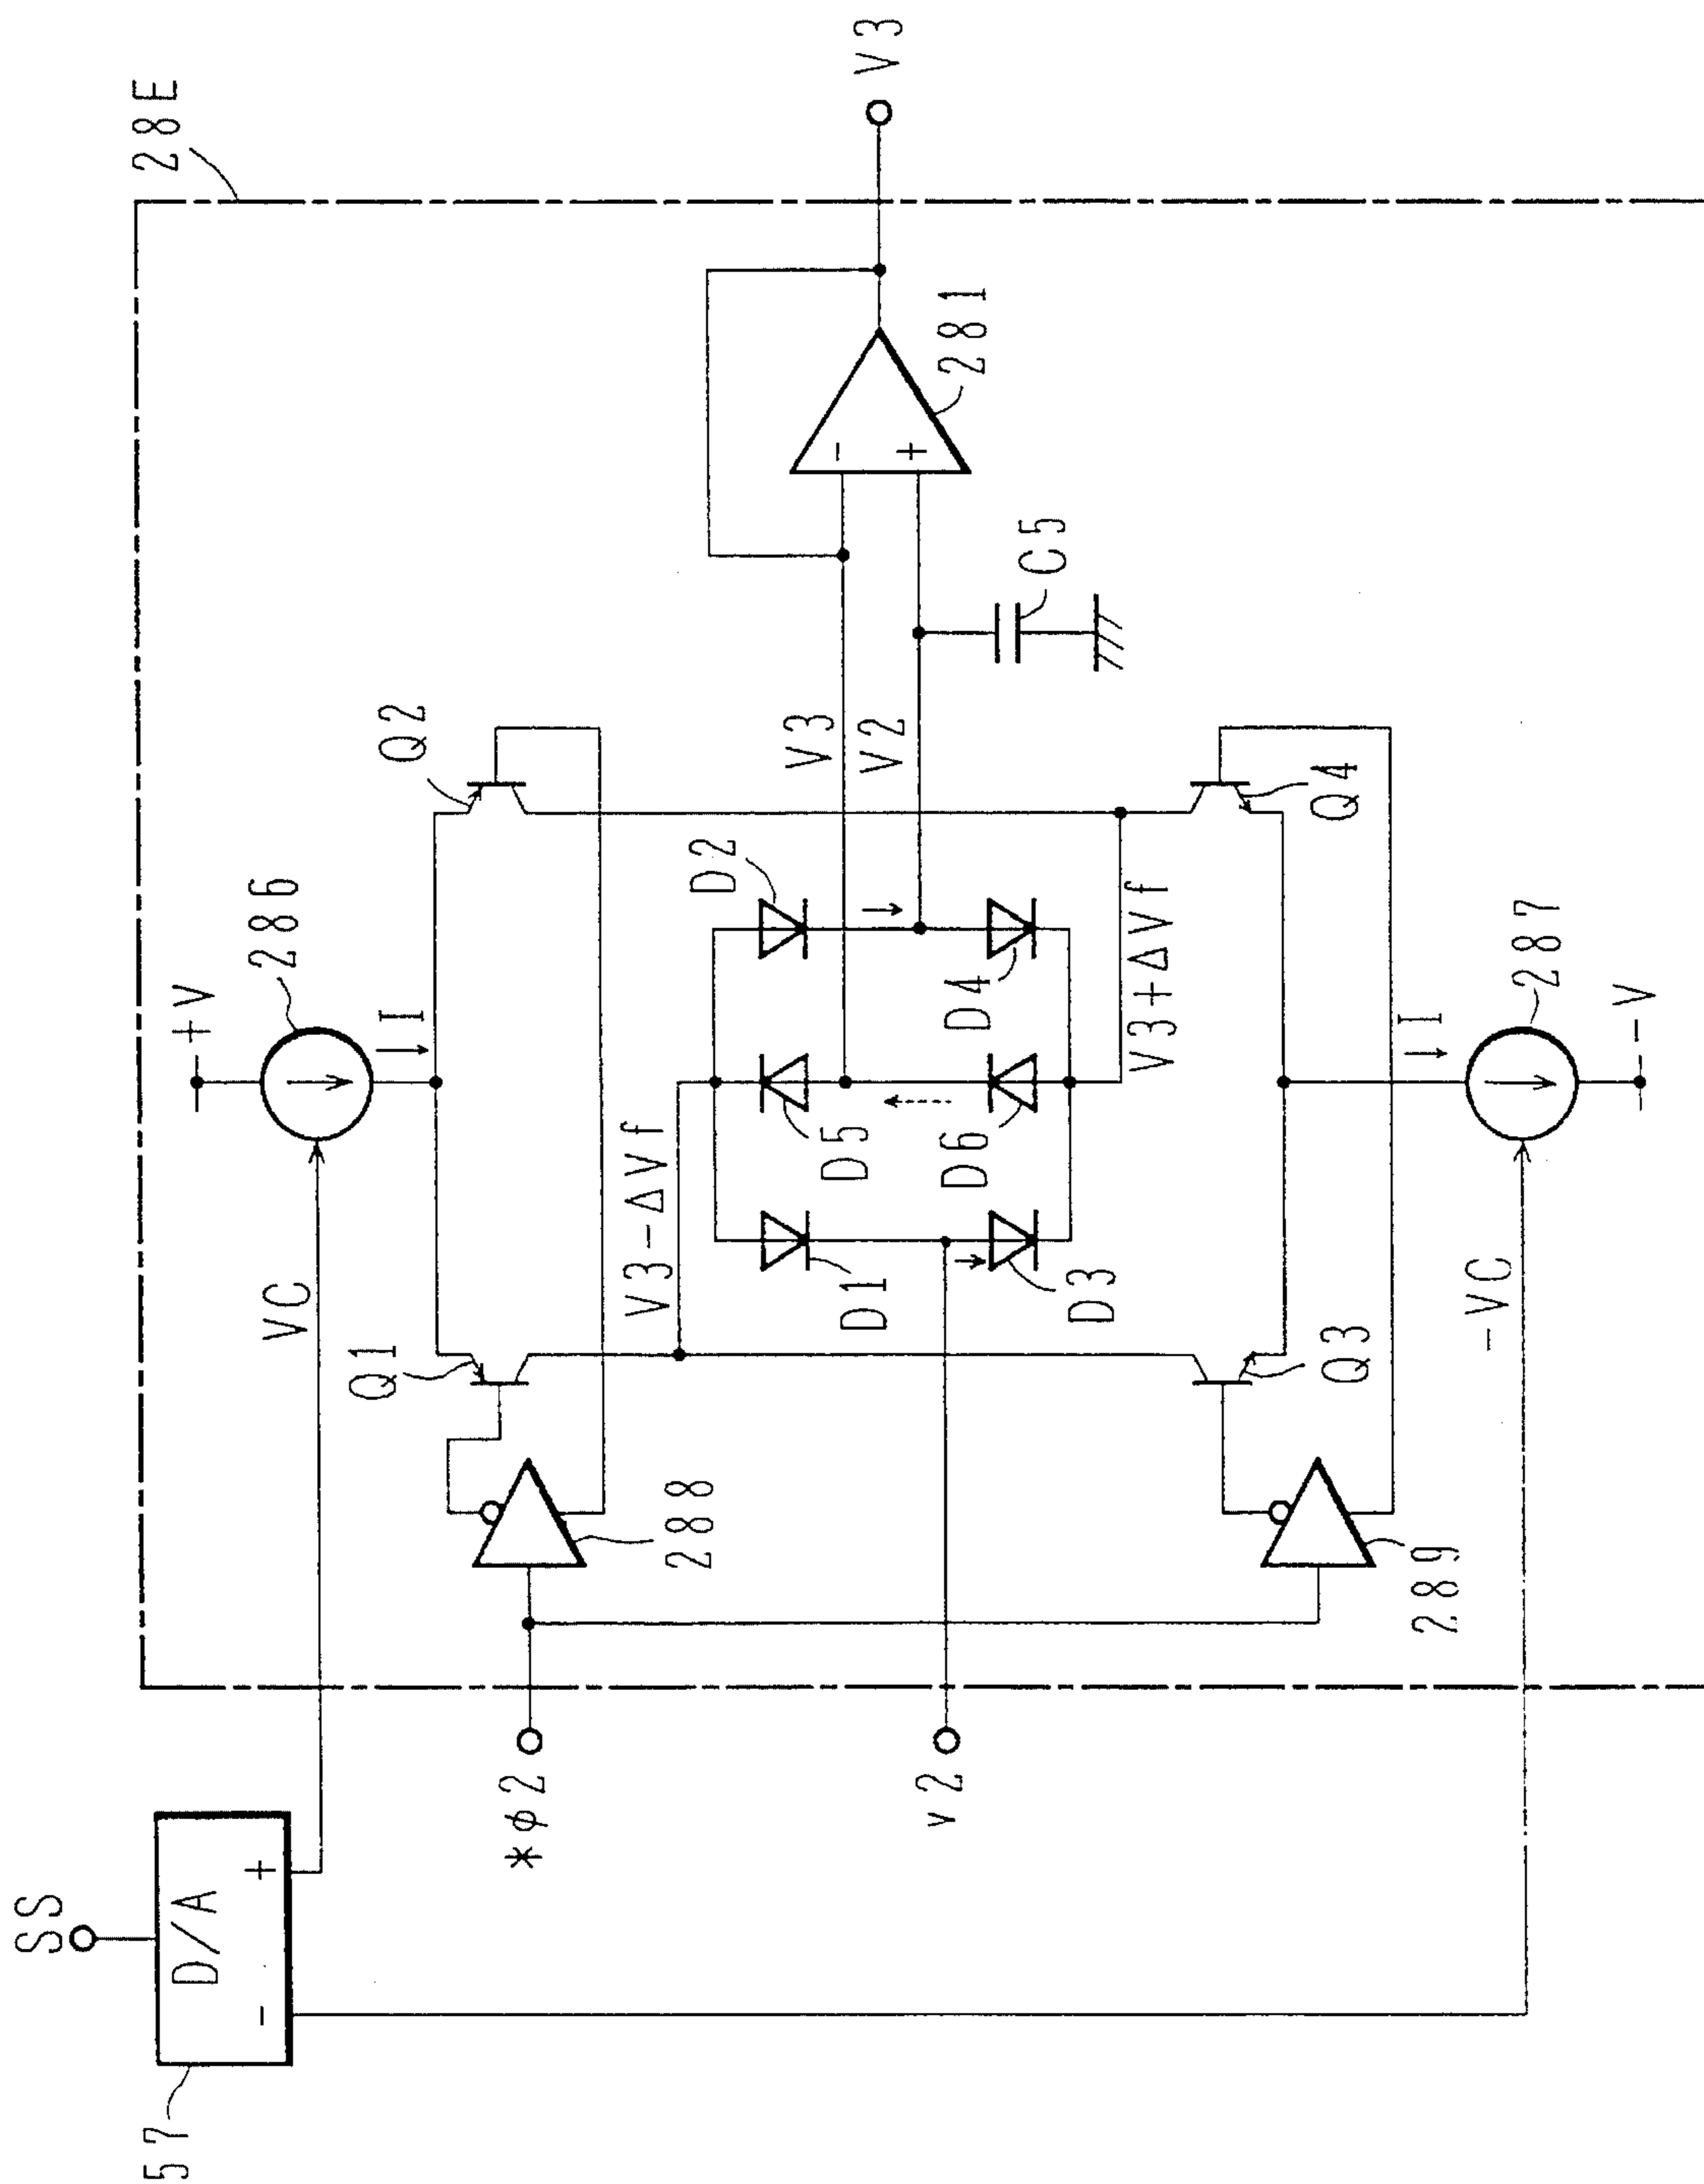 SS
57
D/A
- +
*φ2
v2
VC
-VC
28E
+V
286
I
Q1
Q2
288
V3-ΔVf
D1
D5
D2
V3
V2
D3
D6
D4
V3+ΔVf
- +
281
C5
V3
289
Q3
Q4
I
287
-V